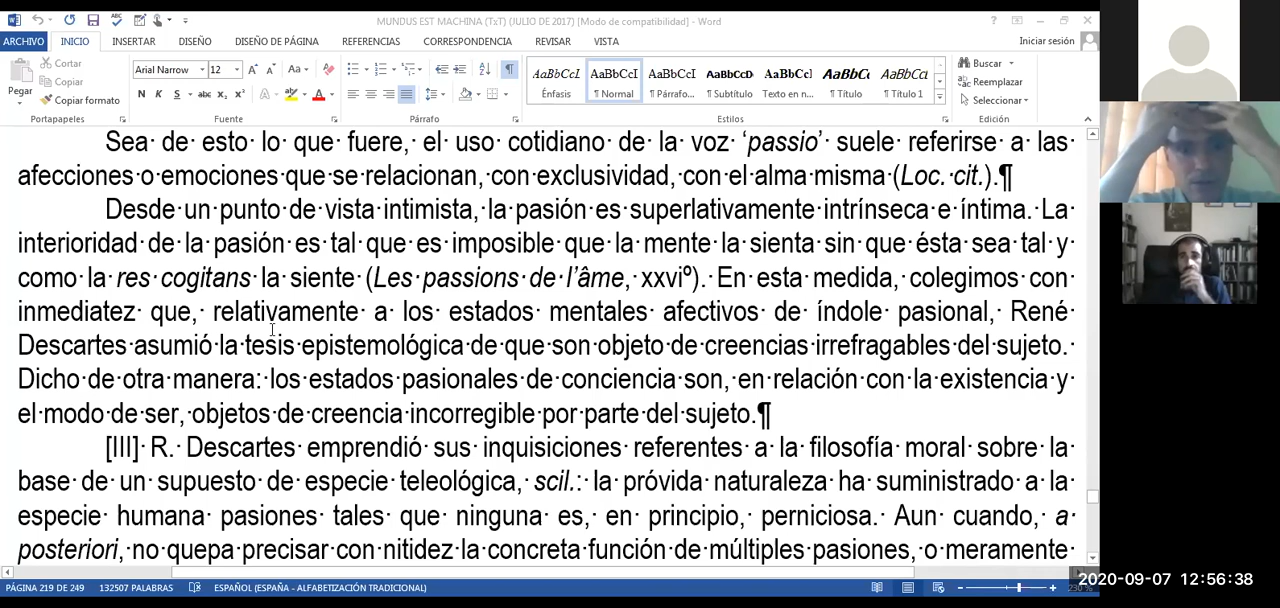 MUNDUS EST MACHINA (TxT) (JULIO DE 2017) [Modo de compatibilidad] - Word
ARCHIVO INICIO INSERTAR DISEÑO DISEÑO DE PÁGINA REFERENCIAS CORRESPONDENCIA REVISAR VISTA Iniciar sesión
Pegar
Cortar
Copiar
Copiar formato
Portapapeles
Arial Narrow 12
Fuente
Párrafo
AaBbCcI AaBbCcI AaBbCcI AaBbCcD AaBbCcl AaBbC AaBbCcI
Énfasis ¶ Normal ¶ Párrafo... ¶ Subtítulo Texto en n... ¶ Título ¶ Título 1
Estilos
Buscar
Reemplazar
Seleccionar
Edición
Sea de esto lo que fuere, el uso cotidiano de la voz ‘passio’ suele referirse a las
afecciones o emociones que se relacionan, con exclusividad, con el alma misma (Loc. cit.).¶
Desde un punto de vista intimista, la pasión es superlativamente intrínseca e íntima. La
interioridad de la pasión es tal que es imposible que la mente la sienta sin que ésta sea tal y
como la res cogitans la siente (Les passions de l’âme, xxviº). En esta medida, colegimos con
inmediatez que, relativamente a los estados mentales afectivos de índole pasional, René
Descartes asumió la tesis epistemológica de que son objeto de creencias irrefragables del sujeto.
Dicho de otra manera: los estados pasionales de conciencia son, en relación con la existencia y
el modo de ser, objetos de creencia incorregible por parte del sujeto.¶
[III] R. Descartes emprendió sus inquisiciones referentes a la filosofía moral sobre la
base de un supuesto de especie teleológica, scil.: la próvida naturaleza ha suministrado a la
especie humana pasiones tales que ninguna es, en principio, perniciosa. Aun cuando, a
posteriori, no quepa precisar con nitidez la concreta función de múltiples pasiones, o meramente
PÁGINA 219 DE 249 132507 PALABRAS ESPAÑOL (ESPAÑA - ALFABETIZACIÓN TRADICIONAL) 230 %
2020-09-07 12:56:38